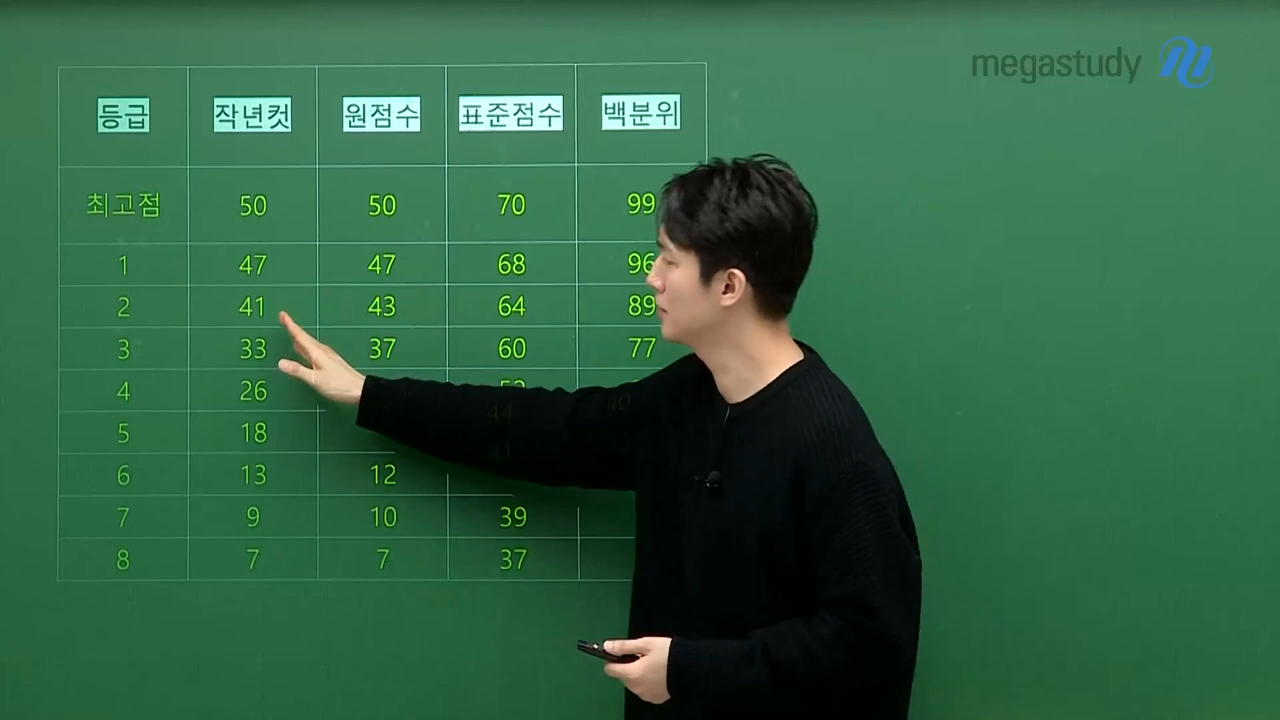 megastudy
등급 작년컷 원점수 표준점수 백분위
최고점 50 50 70 99
1 47 47 68 96
2 41 43 64 89
3 33 37 60 77
4 26
5 18
6 13 12
7 9 10 39
8 7 7 37